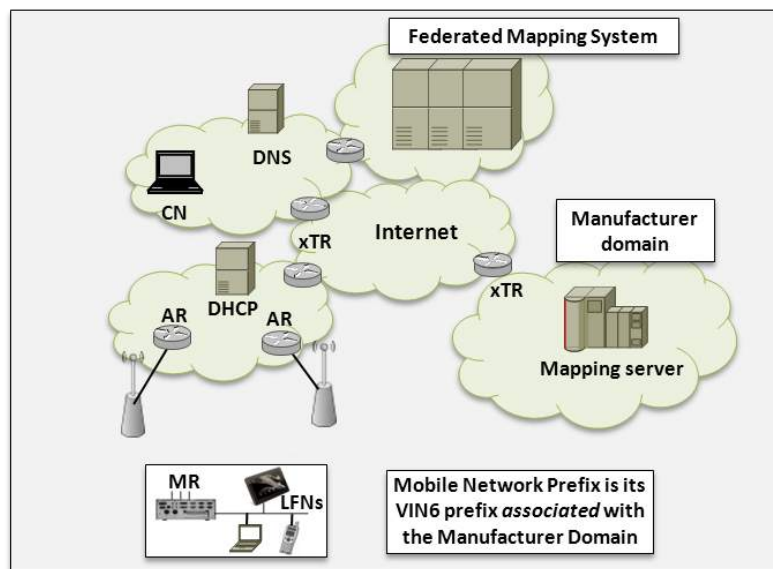 Federated Mapping System
DNS
CN
xTR
Internet
Manufacturer
domain
DHCP
AR
AR
xTR
Mapping server
MR
LFNs
Mobile Network Prefix is its
VIN6 prefix associated with
the Manufacturer Domain